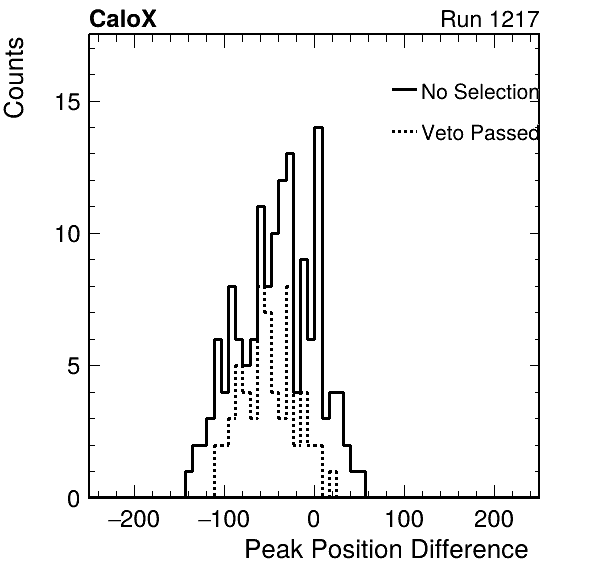 CaloX Run 1217
Counts
No Selection
Veto Passed
15
10
5
0
−200 −100 0 100 200
Peak Position Difference